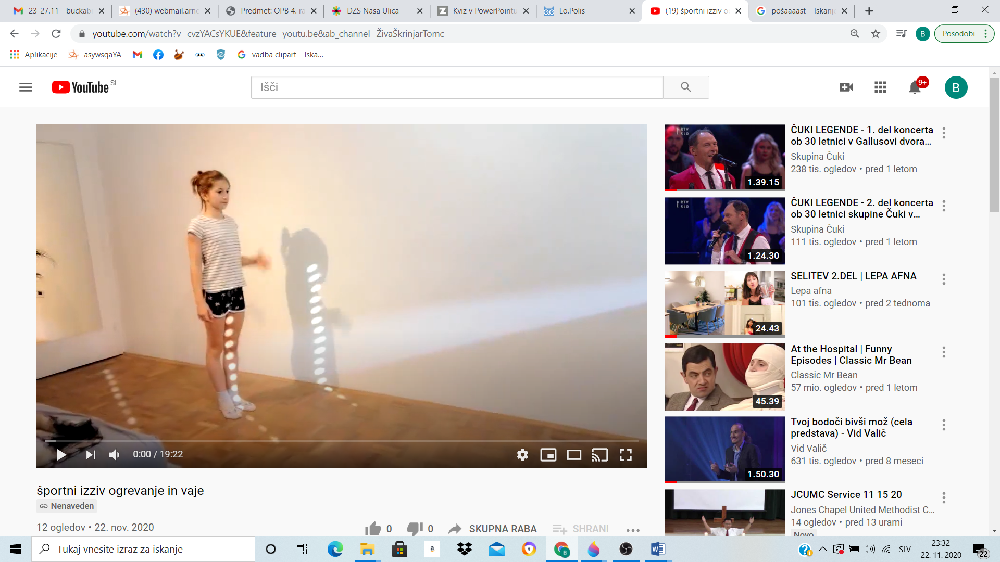 23-27.11 - buckabi
(430) webmail.arne
Predmet: OPB 4. ra
DZS Nasa Ulica
Kviz v PowerPointu
Lo.Polis
(19) športni izziv o
pošaaaast – Iskanje
youtube.com/watch?v=cvzYACsYKUE&feature=youtu.be&ab_channel=ŽivaŠkrinjarTomc
B
Posodobi
Aplikacije
asywsqaYA
vadba clipart – Iska...
YouTube SI
Išči
9+
B
ČUKI LEGENDE - 1. del koncerta
ob 30 letnici v Gallusovi dvora...
Skupina Čuki
238 tis. ogledov • pred 1 letom
RTV SLO
1.39.15
ČUKI LEGENDE - 2. del koncerta
ob 30 letnici skupine Čuki v...
Skupina Čuki
111 tis. ogledov • pred 1 letom
RTV SLO
1.24.30
SELITEV 2.DEL | LEPA AFNA
Lepa afna
101 tis. ogledov • pred 2 tednoma
24.43
At the Hospital | Funny
Episodes | Classic Mr Bean
Classic Mr Bean
57 mio. ogledov • pred 1 letom
45.39
Tvoj bodoči bivši mož (cela
predstava) - Vid Valič
Vid Valič
631 tis. ogledov • pred 8 meseci
1.50.30
JCUMC Service 11 15 20
Jones Chapel United Methodist C...
14 ogledov • pred 13 urami
Novo
0:00 / 19:22
športni izziv ogrevanje in vaje
Nenaveden
12 ogledov • 22. nov. 2020
0
0
SKUPNA RABA
SHRANI
Tukaj vnesite izraz za iskanje
a
B
SLV
23:32
22. 11. 2020
22